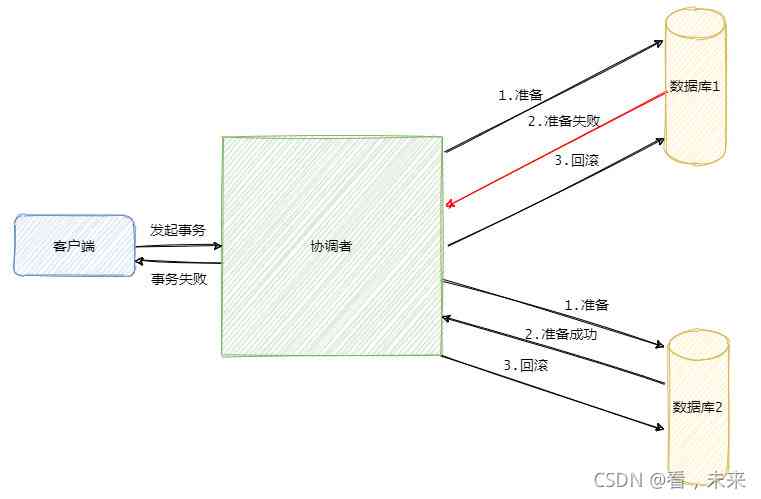 1.准备
数据库1
2.准备失败
3.回滚
发起事务
客户端
协调者
事务失败
1.准备
2.准备成功
3.回滚
数据库2
CSDN @看，未来